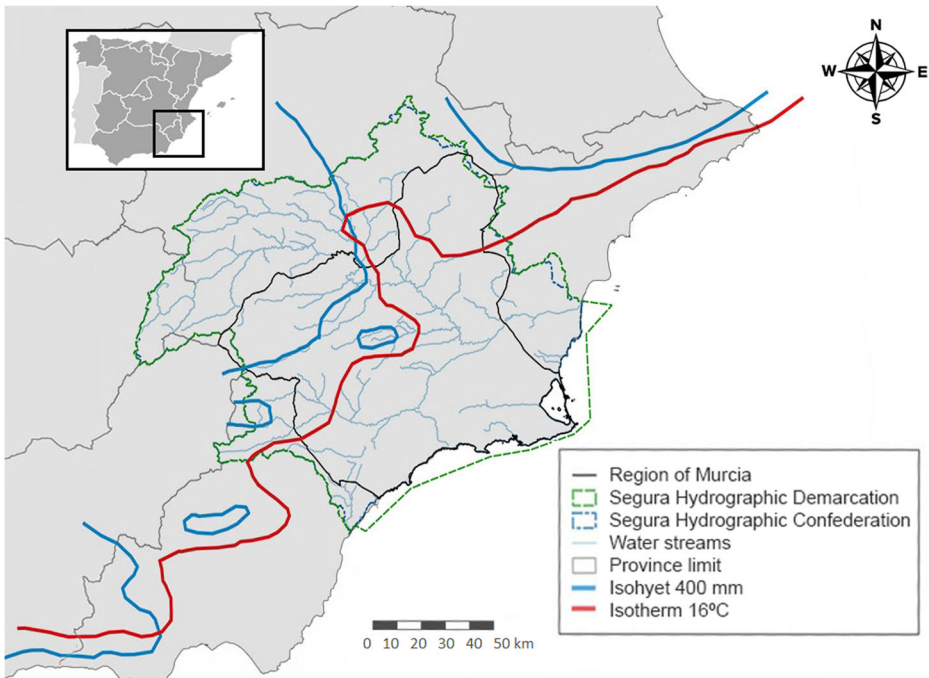 N
W E
S
Region of Murcia
Segura Hydrographic Demarcation
Segura Hydrographic Confederation
Water streams
Province limit
Isohyet 400 mm
Isotherm 16ºC
0 10 20 30 40 50 km